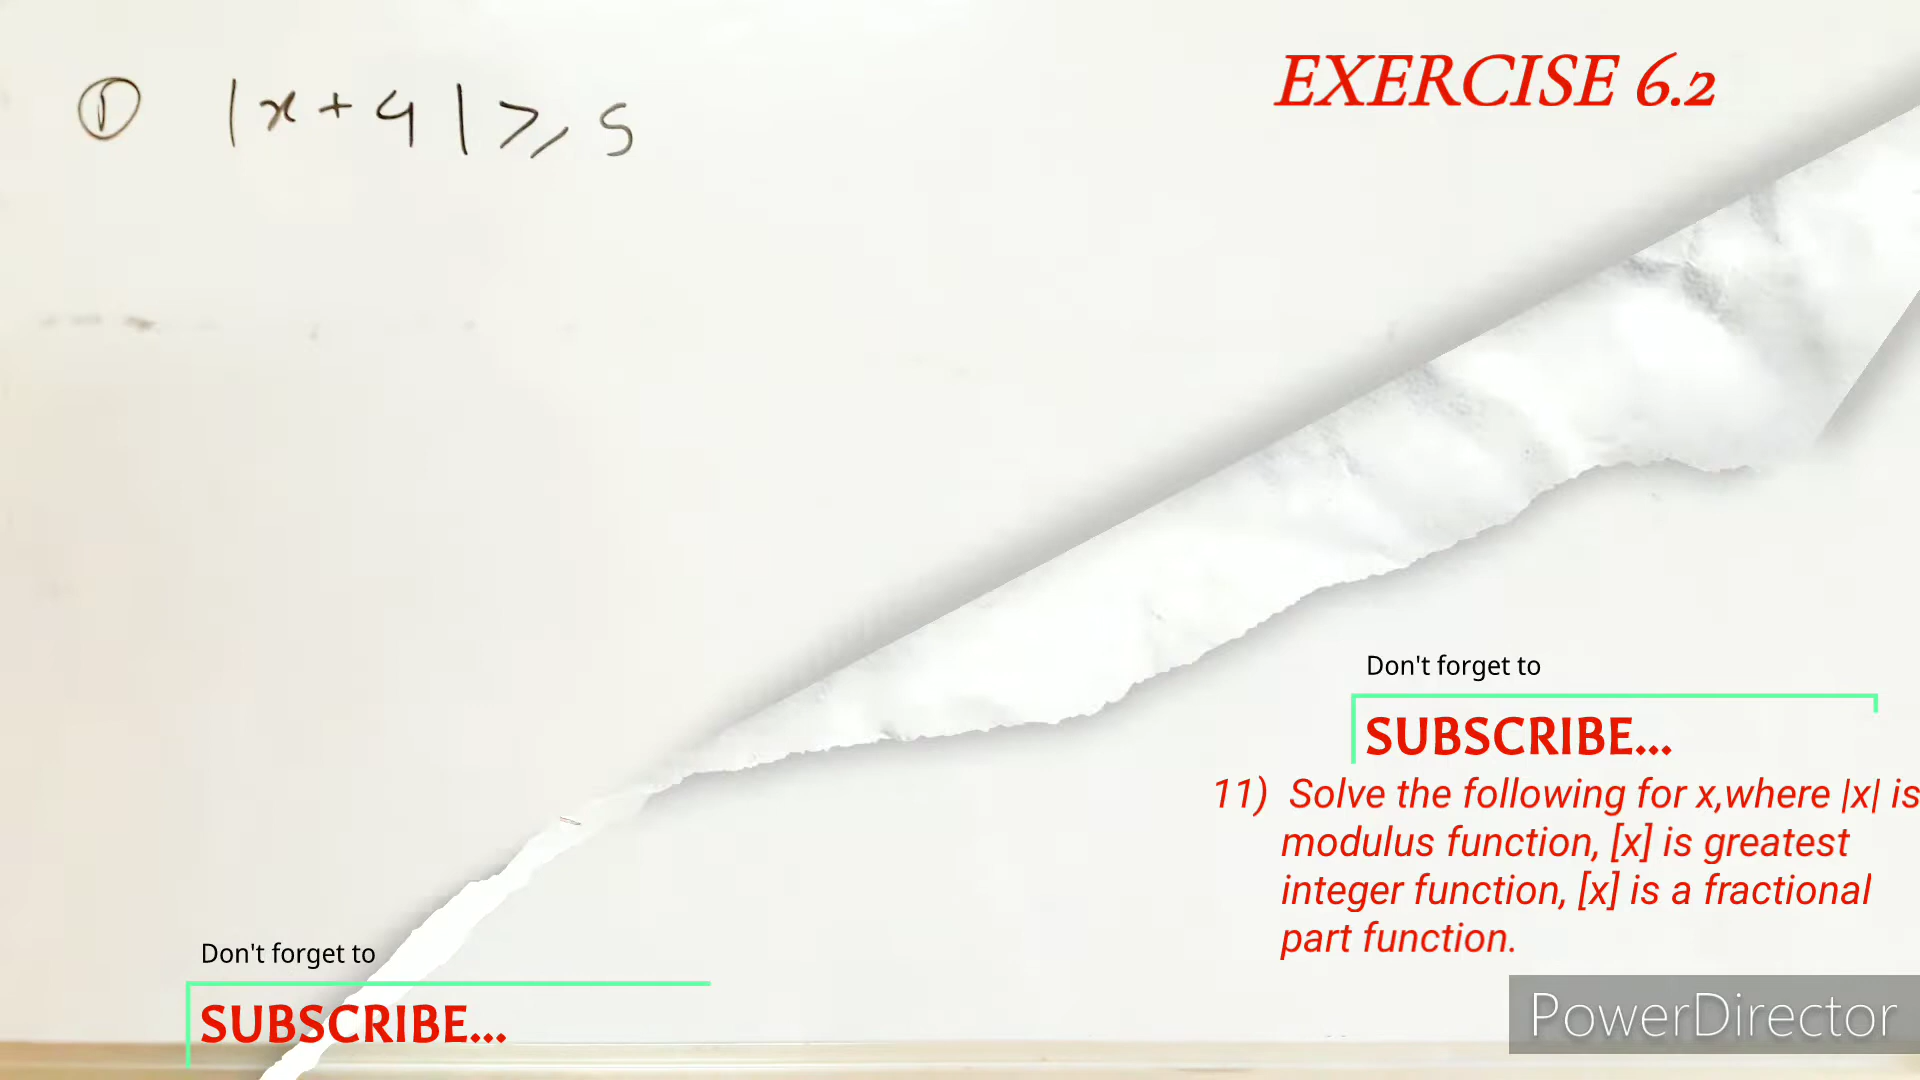 ① |x+4| ⩾ 5
EXERCISE 6.2
Don't forget to
SUBSCRIBE...
11) Solve the following for x,where |x| is
modulus function, [x] is greatest
integer function, [x] is a fractional
part function.
Don't forget to
SUBSCRIBE...
PowerDirector